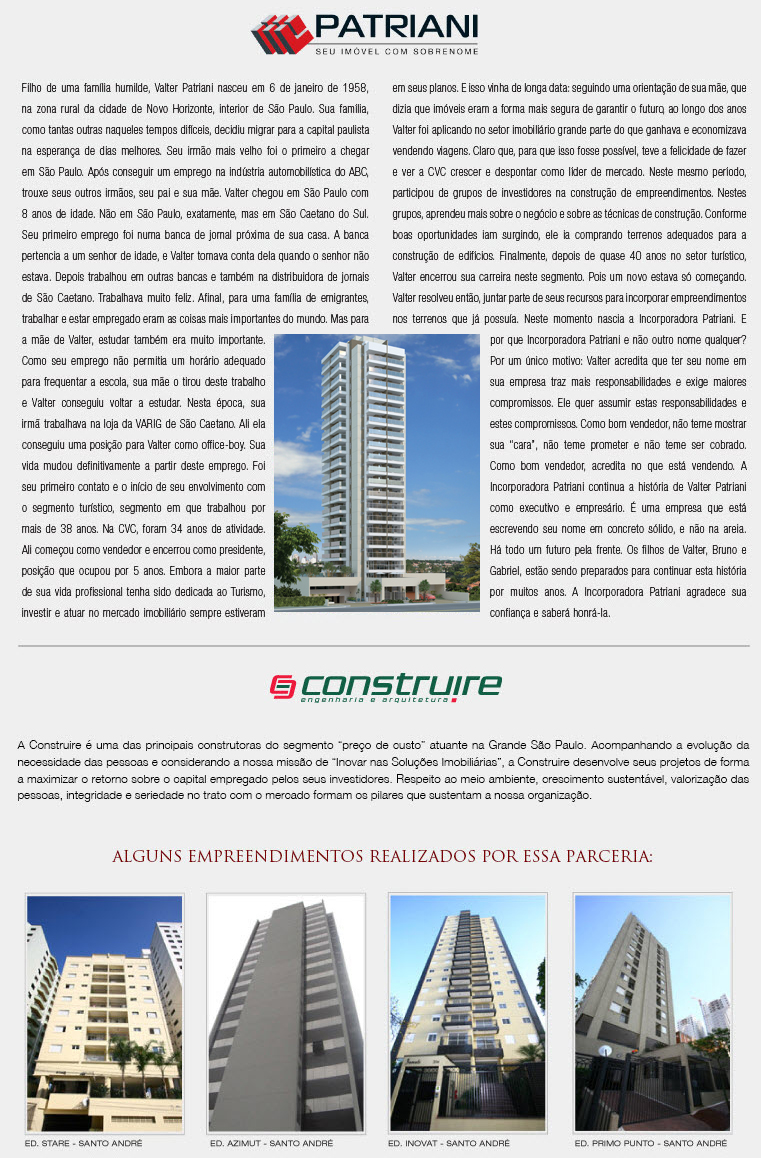 PATRIANI
SEU IMÓVEL COM SOBRENOME
Filho de uma família humilde, Valter Patriani nasceu em 6 de janeiro de 1958,
na zona rural da cidade de Novo Horizonte, interior de São Paulo. Sua família,
como tantas outras naqueles tempos difíceis, decidiu migrar para a capital paulista
na esperança de dias melhores. Seu irmão mais velho foi o primeiro a chegar
em São Paulo. Após conseguir um emprego na indústria automobilística do ABC,
trouxe seus outros irmãos, seu pai e sua mãe. Valter chegou em São Paulo com
8 anos de idade. Não em São Paulo, exatamente, mas em São Caetano do Sul.
Seu primeiro emprego foi numa banca de jornal próxima de sua casa. A banca
pertencia a um senhor de idade, e Valter tomava conta dela quando o senhor não
estava. Depois trabalhou em outras bancas e também na distribuidora de jornais
de São Caetano. Trabalhava muito feliz. Afinal, para uma família de emigrantes,
trabalhar e estar empregado eram as coisas mais importantes do mundo. Mas para
a mãe de Valter, estudar também era muito importante.
Como seu emprego não permitia um horário adequado
para frequentar a escola, sua mãe o tirou deste trabalho
e Valter conseguiu voltar a estudar. Nesta época, sua
irmã trabalhava na loja da VARIG de São Caetano. Ali ela
conseguiu uma posição para Valter como office-boy. Sua
vida mudou definitivamente a partir deste emprego. Foi
seu primeiro contato e o início de seu envolvimento com
o segmento turístico, segmento em que trabalhou por
mais de 38 anos. Na CVC, foram 34 anos de atividade.
Ali começou como vendedor e encerrou como presidente,
posição que ocupou por 5 anos. Embora a maior parte
de sua vida profissional tenha sido dedicada ao Turismo,
investir e atuar no mercado imobiliário sempre estiveram
em seus planos. E isso vinha de longa data: seguindo uma orientação de sua mãe, que
dizia que imóveis eram a forma mais segura de garantir o futuro, ao longo dos anos
Valter foi aplicando no setor imobiliário grande parte do que ganhava e economizava
vendendo viagens. Claro que, para que isso fosse possível, teve a felicidade de fazer
e ver a CVC crescer e despontar como líder de mercado. Neste mesmo período,
participou de grupos de investidores na construção de empreendimentos. Nestes
grupos, aprendeu mais sobre o negócio e sobre as técnicas de construção. Conforme
boas oportunidades iam surgindo, ele ia comprando terrenos adequados para a
construção de edifícios. Finalmente, depois de quase 40 anos no setor turístico,
Valter encerrou sua carreira neste segmento. Pois um novo estava só começando.
Valter resolveu então, juntar parte de seus recursos para incorporar empreendimentos
nos terrenos que já possuía. Neste momento nascia a Incorporadora Patriani. E
por que Incorporadora Patriani e não outro nome qualquer?
Por um único motivo: Valter acredita que ter seu nome em
sua empresa traz mais responsabilidades e exige maiores
compromissos. Ele quer assumir estas responsabilidades e
estes compromissos. Como bom vendedor, não teme mostrar
sua “cara”, não teme prometer e não teme ser cobrado.
Como bom vendedor, acredita no que está vendendo. A
Incorporadora Patriani continua a história de Valter Patriani
como executivo e empresário. É uma empresa que está
escrevendo seu nome em concreto sólido, e não na areia.
Há todo um futuro pela frente. Os filhos de Valter, Bruno e
Gabriel, estão sendo preparados para continuar esta história
por muitos anos. A Incorporadora Patriani agradece sua
confiança e saberá honrá-la.
construire
engenharia e arquitetura
A Construire é uma das principais construtoras do segmento “preço de custo” atuante na Grande São Paulo. Acompanhando a evolução da
necessidade das pessoas e considerando a nossa missão de “Inovar nas Soluções Imobiliárias”, a Construire desenvolve seus projetos de forma
a maximizar o retorno sobre o capital empregado pelos seus investidores. Respeito ao meio ambiente, crescimento sustentável, valorização das
pessoas, integridade e seriedade no trato com o mercado formam os pilares que sustentam a nossa organização.
ALGUNS EMPREENDIMENTOS REALIZADOS POR ESSA PARCERIA:
ED. STARE - SANTO ANDRÉ
ED. AZIMUT - SANTO ANDRÉ
ED. INOVAT - SANTO ANDRÉ
ED. PRIMO PUNTO - SANTO ANDRÉ